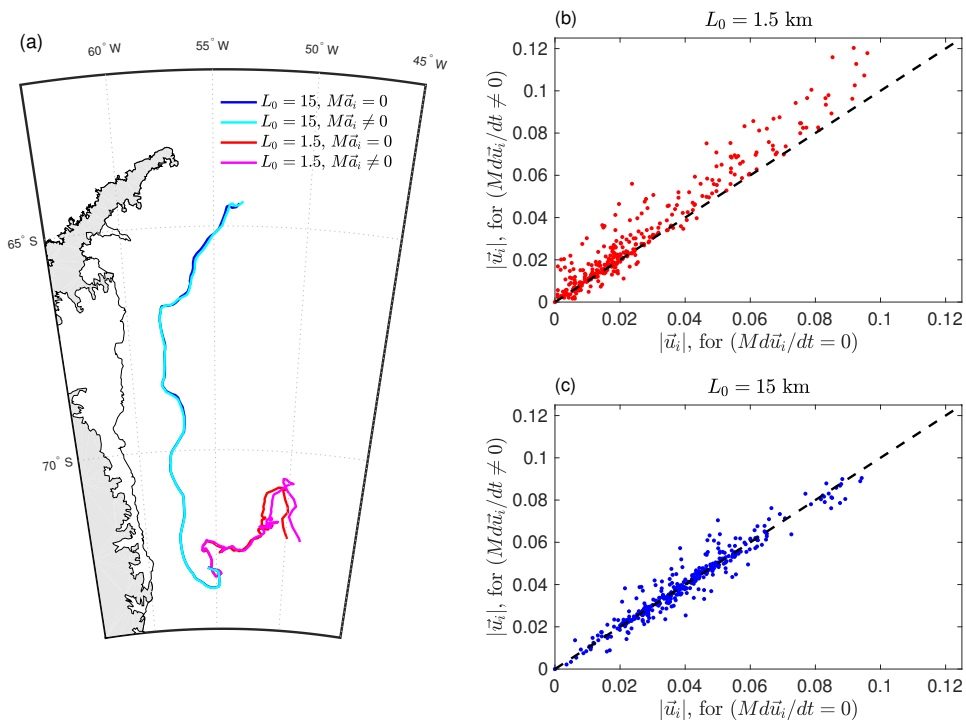 (a)
60° W
55° W
50° W
45° W
65° S
70° S
L₀ = 15, Ma⃗ᵢ = 0
L₀ = 15, Ma⃗ᵢ ≠ 0
L₀ = 1.5, Ma⃗ᵢ = 0
L₀ = 1.5, Ma⃗ᵢ ≠ 0
(b)
L₀ = 1.5 km
|u⃗ᵢ|, for (Mdu⃗ᵢ/dt ≠ 0)
0.12
0.1
0.08
0.06
0.04
0.02
0
0 0.02 0.04 0.06 0.08 0.1 0.12
|u⃗ᵢ|, for (Mdu⃗ᵢ/dt = 0)
(c)
L₀ = 15 km
|u⃗ᵢ|, for (Mdu⃗ᵢ/dt ≠ 0)
0.12
0.1
0.08
0.06
0.04
0.02
0
0 0.02 0.04 0.06 0.08 0.1 0.12
|u⃗ᵢ|, for (Mdu⃗ᵢ/dt = 0)